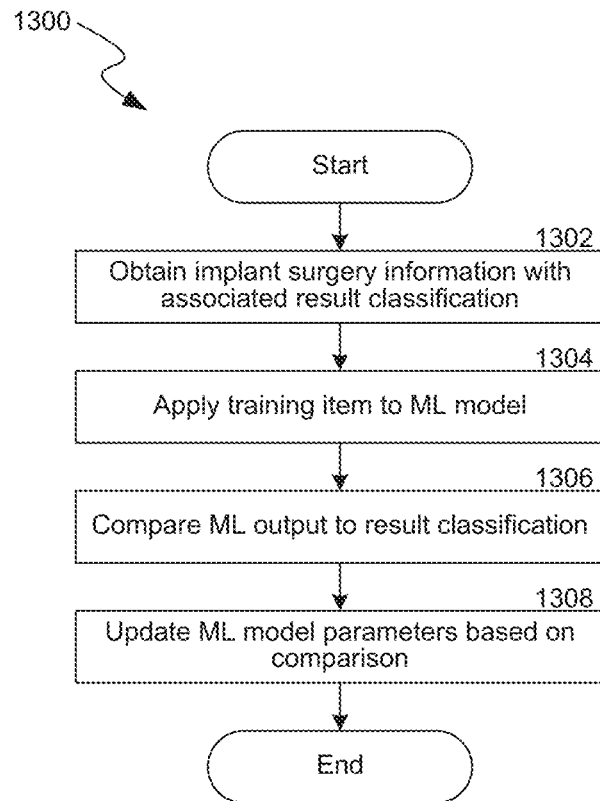 1300
Start
1302
Obtain implant surgery information with
associated result classification
1304
Apply training item to ML model
1306
Compare ML output to result classification
1308
Update ML model parameters based on
comparison
End